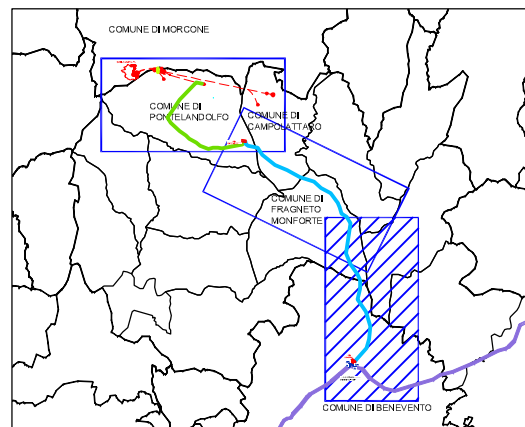 COMUNE DI MORCONE
COMUNE DI
PONTELANDOLFO
COMUNE DI
CAMPOLATTARO
COMUNE DI
FRAGNETO
MONFORTE
COMUNE DI BENEVENTO